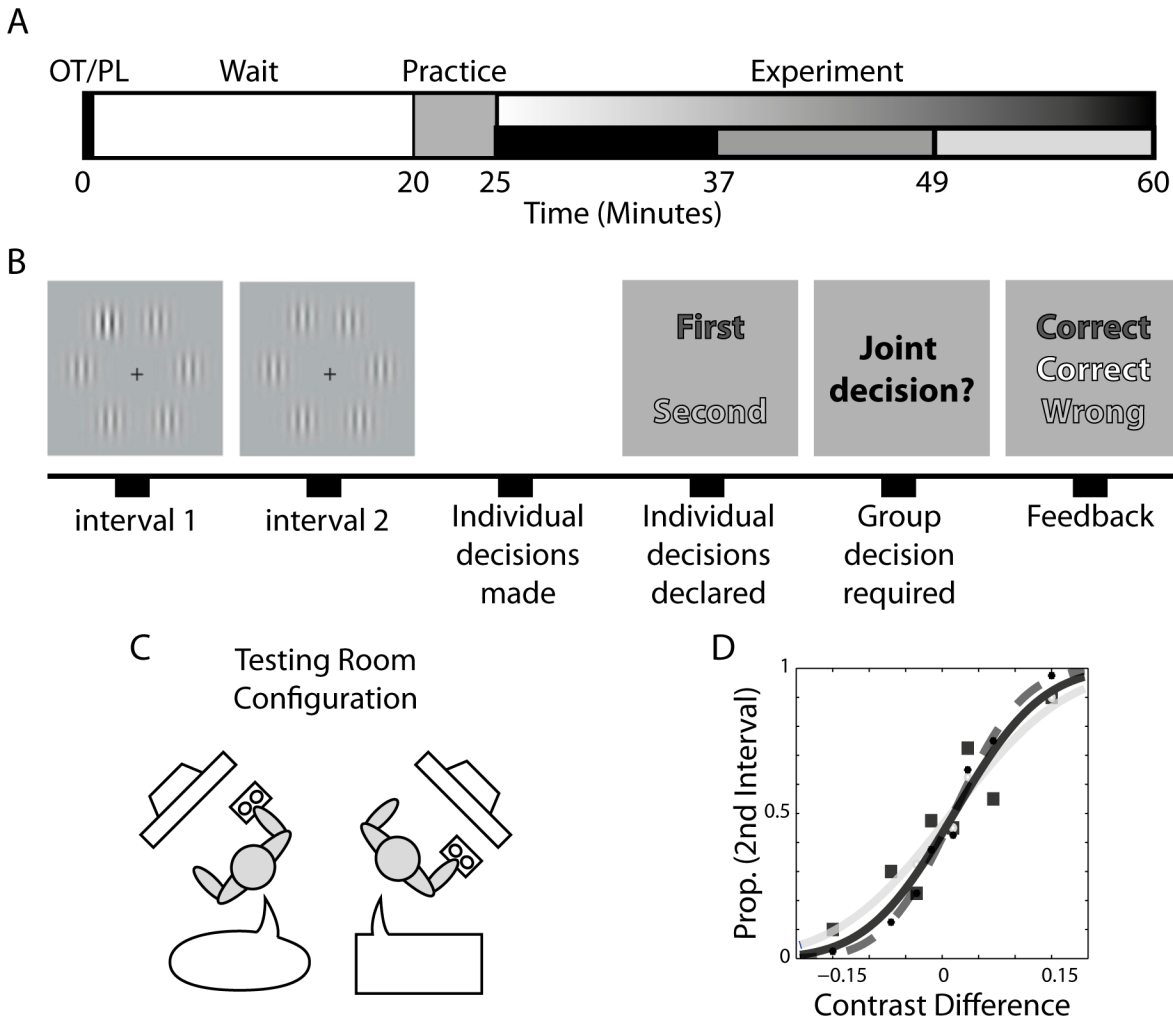 A
OT/PL Wait Practice Experiment
0 20 25 37 49 60
Time (Minutes)
B
First
Second
Joint
decision?
Correct
Correct
Wrong
interval 1
interval 2
Individual
decisions
made
Individual
decisions
declared
Group
decision
required
Feedback
C
Testing Room
Configuration
D
Prop. (2nd Interval)
1
0.5
0
−0.15 0 0.15
Contrast Difference